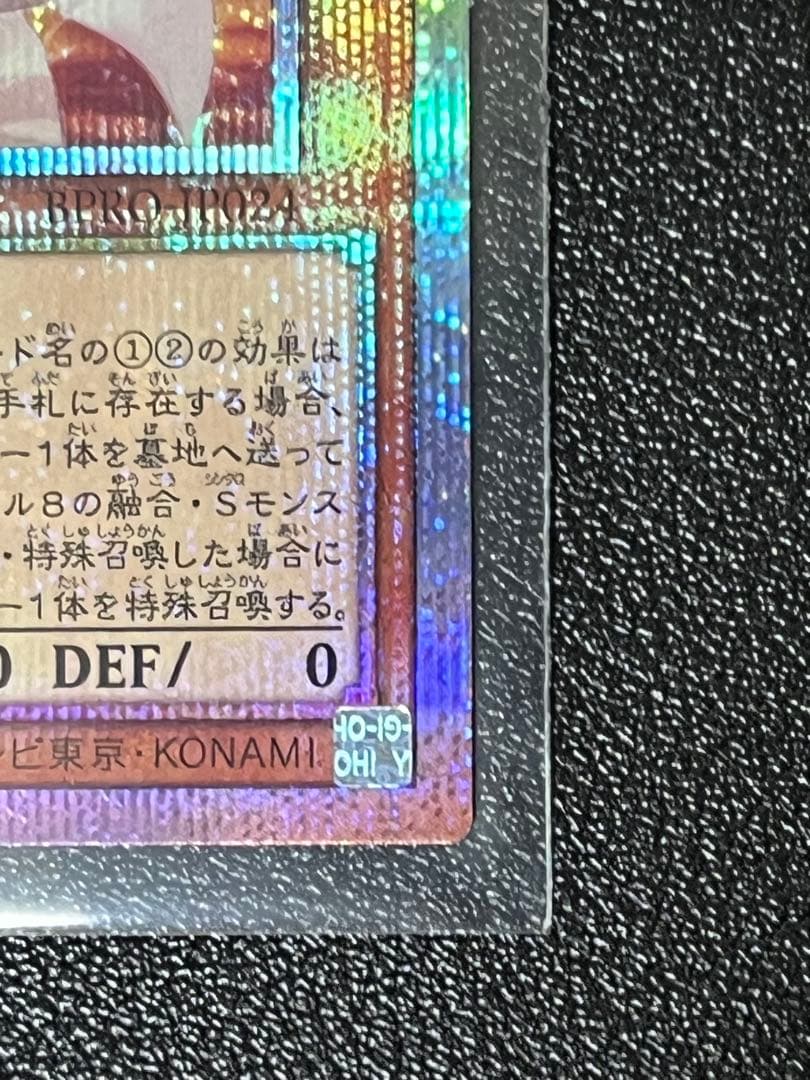 BPRO-JP024
ード名の①②の効果は
手札に存在する場合、
ー1体を墓地へ送って
ル8の融合・Sモンス
・特殊召喚した場合に
ー1体を特殊召喚する。
0 DEF/ 0
レビ東京・KONAMI